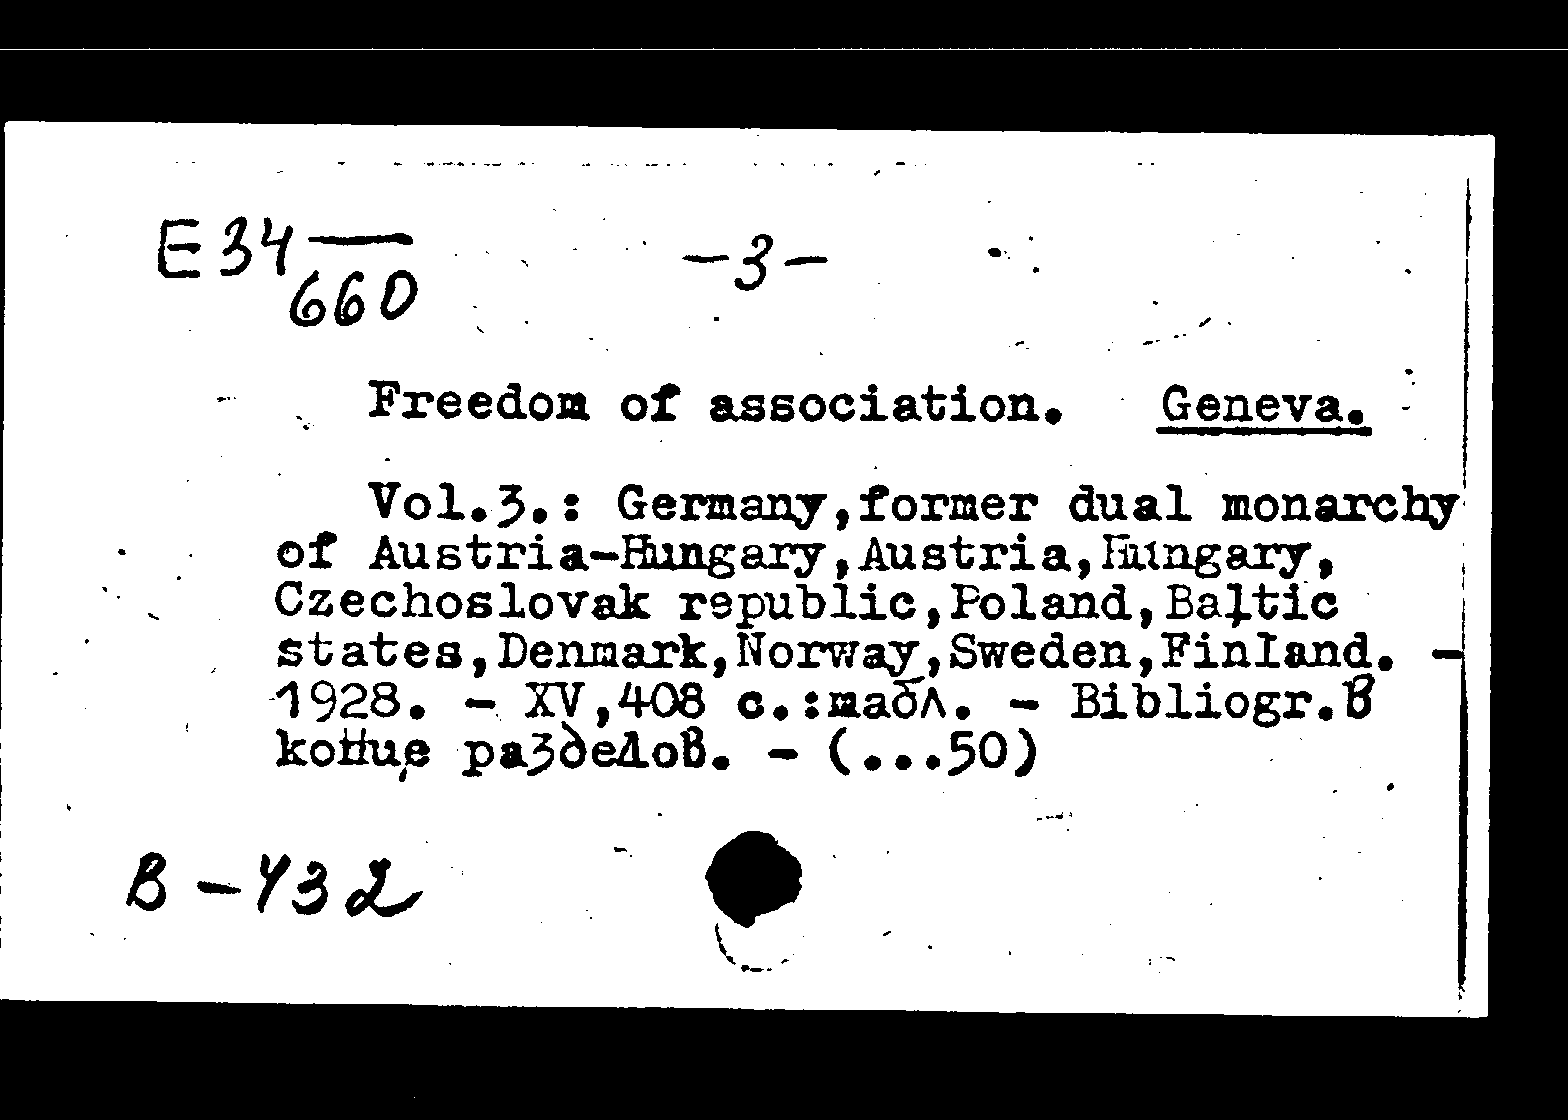 E 34 — -3-
660
Freedom of association. Geneva.
Vol.3.: Germany,former dual monarchy
of Austria-Hungary,Austria,Hungary,
Czechoslovak republic,Poland,Baltic
states,Denmark,Norway,Sweden,Finland. -
1928. - XV,408 с.:табл. - Bibliogr.в
конце разделов. - (...50)
В-432